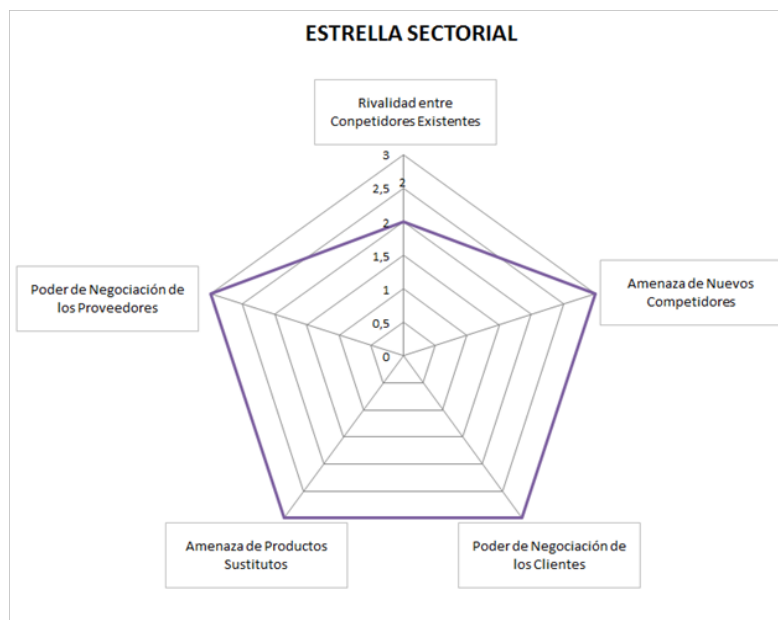 ESTRELLA SECTORIAL
Rivalidad entre
Conpetidores Existentes
3
2,5
2
2
1,5
1
0,5
0
Poder de Negociación de
los Proveedores
Amenaza de Nuevos
Competidores
Amenaza de Productos
Sustitutos
Poder de Negociación de
los Clientes